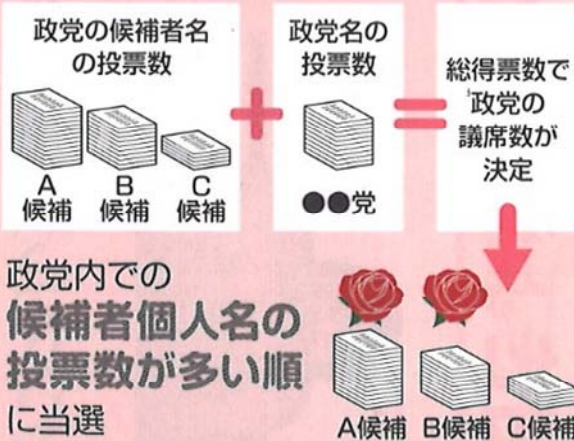 政党の候補者名
の投票数
A
候補
B
候補
C
候補
+
政党名の
投票数
●●党
=
総得票数で
政党の
議席数が
決定
政党内での
候補者個人名の
投票数が多い順
に当選
A候補 B候補 C候補